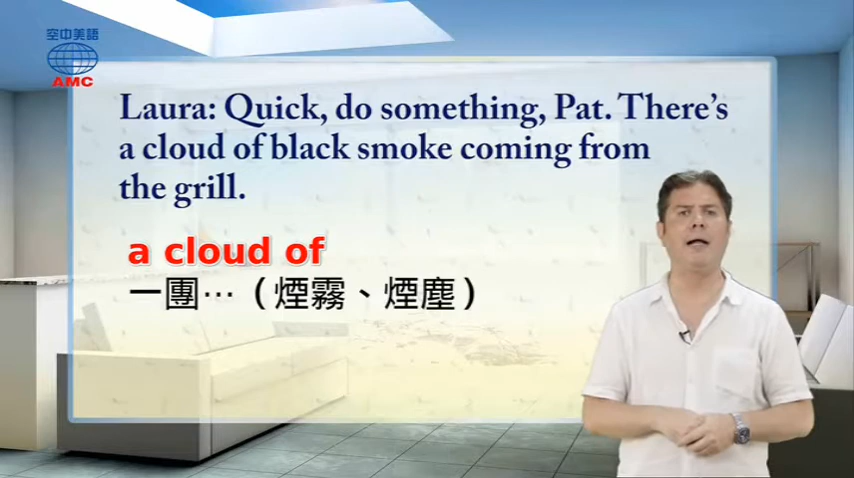 空中美語
AMC
Laura: Quick, do something, Pat. There's
a cloud of black smoke coming from
the grill.
a cloud of
一團⋯（煙霧、煙塵）